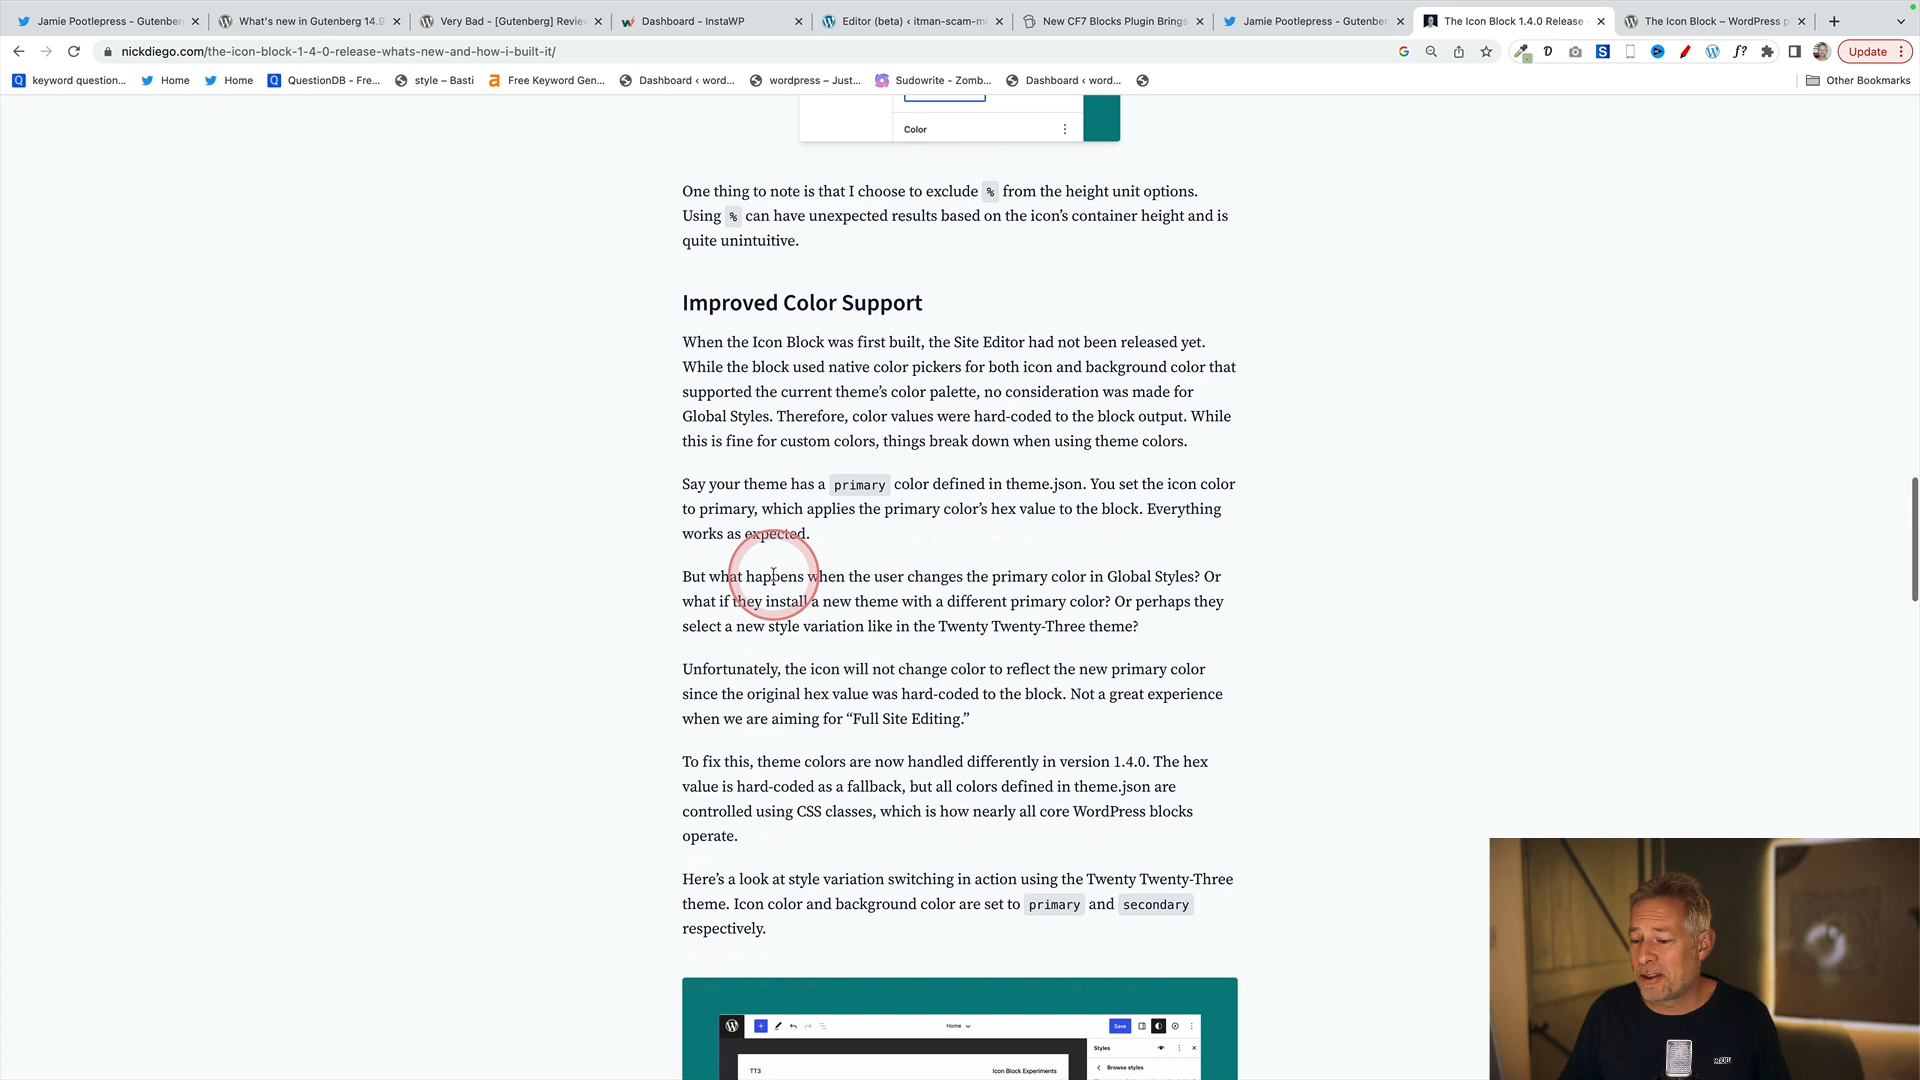 Jamie Pootlepress - Gutenber
What's new in Gutenberg 14.9
Very Bad - [Gutenberg] Review
Dashboard - InstaWP
Editor (beta) ‹ itman-scam-mi
New CF7 Blocks Plugin Brings
Jamie Pootlepress - Gutenber
The Icon Block 1.4.0 Release -
The Icon Block – WordPress p
nickdiego.com/the-icon-block-1-4-0-release-whats-new-and-how-i-built-it/
Update
keyword question...
Home
Home
QuestionDB - Fre...
style – Basti
Free Keyword Gen...
Dashboard ‹ word...
wordpress – Just...
Sudowrite - Zomb...
Dashboard ‹ word...
Other Bookmarks
Color
One thing to note is that I choose to exclude % from the height unit options.
Using % can have unexpected results based on the icon's container height and is
quite unintuitive.
Improved Color Support
When the Icon Block was first built, the Site Editor had not been released yet.
While the block used native color pickers for both icon and background color that
supported the current theme's color palette, no consideration was made for
Global Styles. Therefore, color values were hard-coded to the block output. While
this is fine for custom colors, things break down when using theme colors.
Say your theme has a primary color defined in theme.json. You set the icon color
to primary, which applies the primary color's hex value to the block. Everything
works as expected.
But what happens when the user changes the primary color in Global Styles? Or
what if they install a new theme with a different primary color? Or perhaps they
select a new style variation like in the Twenty Twenty-Three theme?
Unfortunately, the icon will not change color to reflect the new primary color
since the original hex value was hard-coded to the block. Not a great experience
when we are aiming for “Full Site Editing.”
To fix this, theme colors are now handled differently in version 1.4.0. The hex
value is hard-coded as a fallback, but all colors defined in theme.json are
controlled using CSS classes, which is how nearly all core WordPress blocks
operate.
Here's a look at style variation switching in action using the Twenty Twenty-Three
theme. Icon color and background color are set to primary and secondary
respectively.
Home
Save
Styles
Browse styles
TT3
Icon Block Experiments